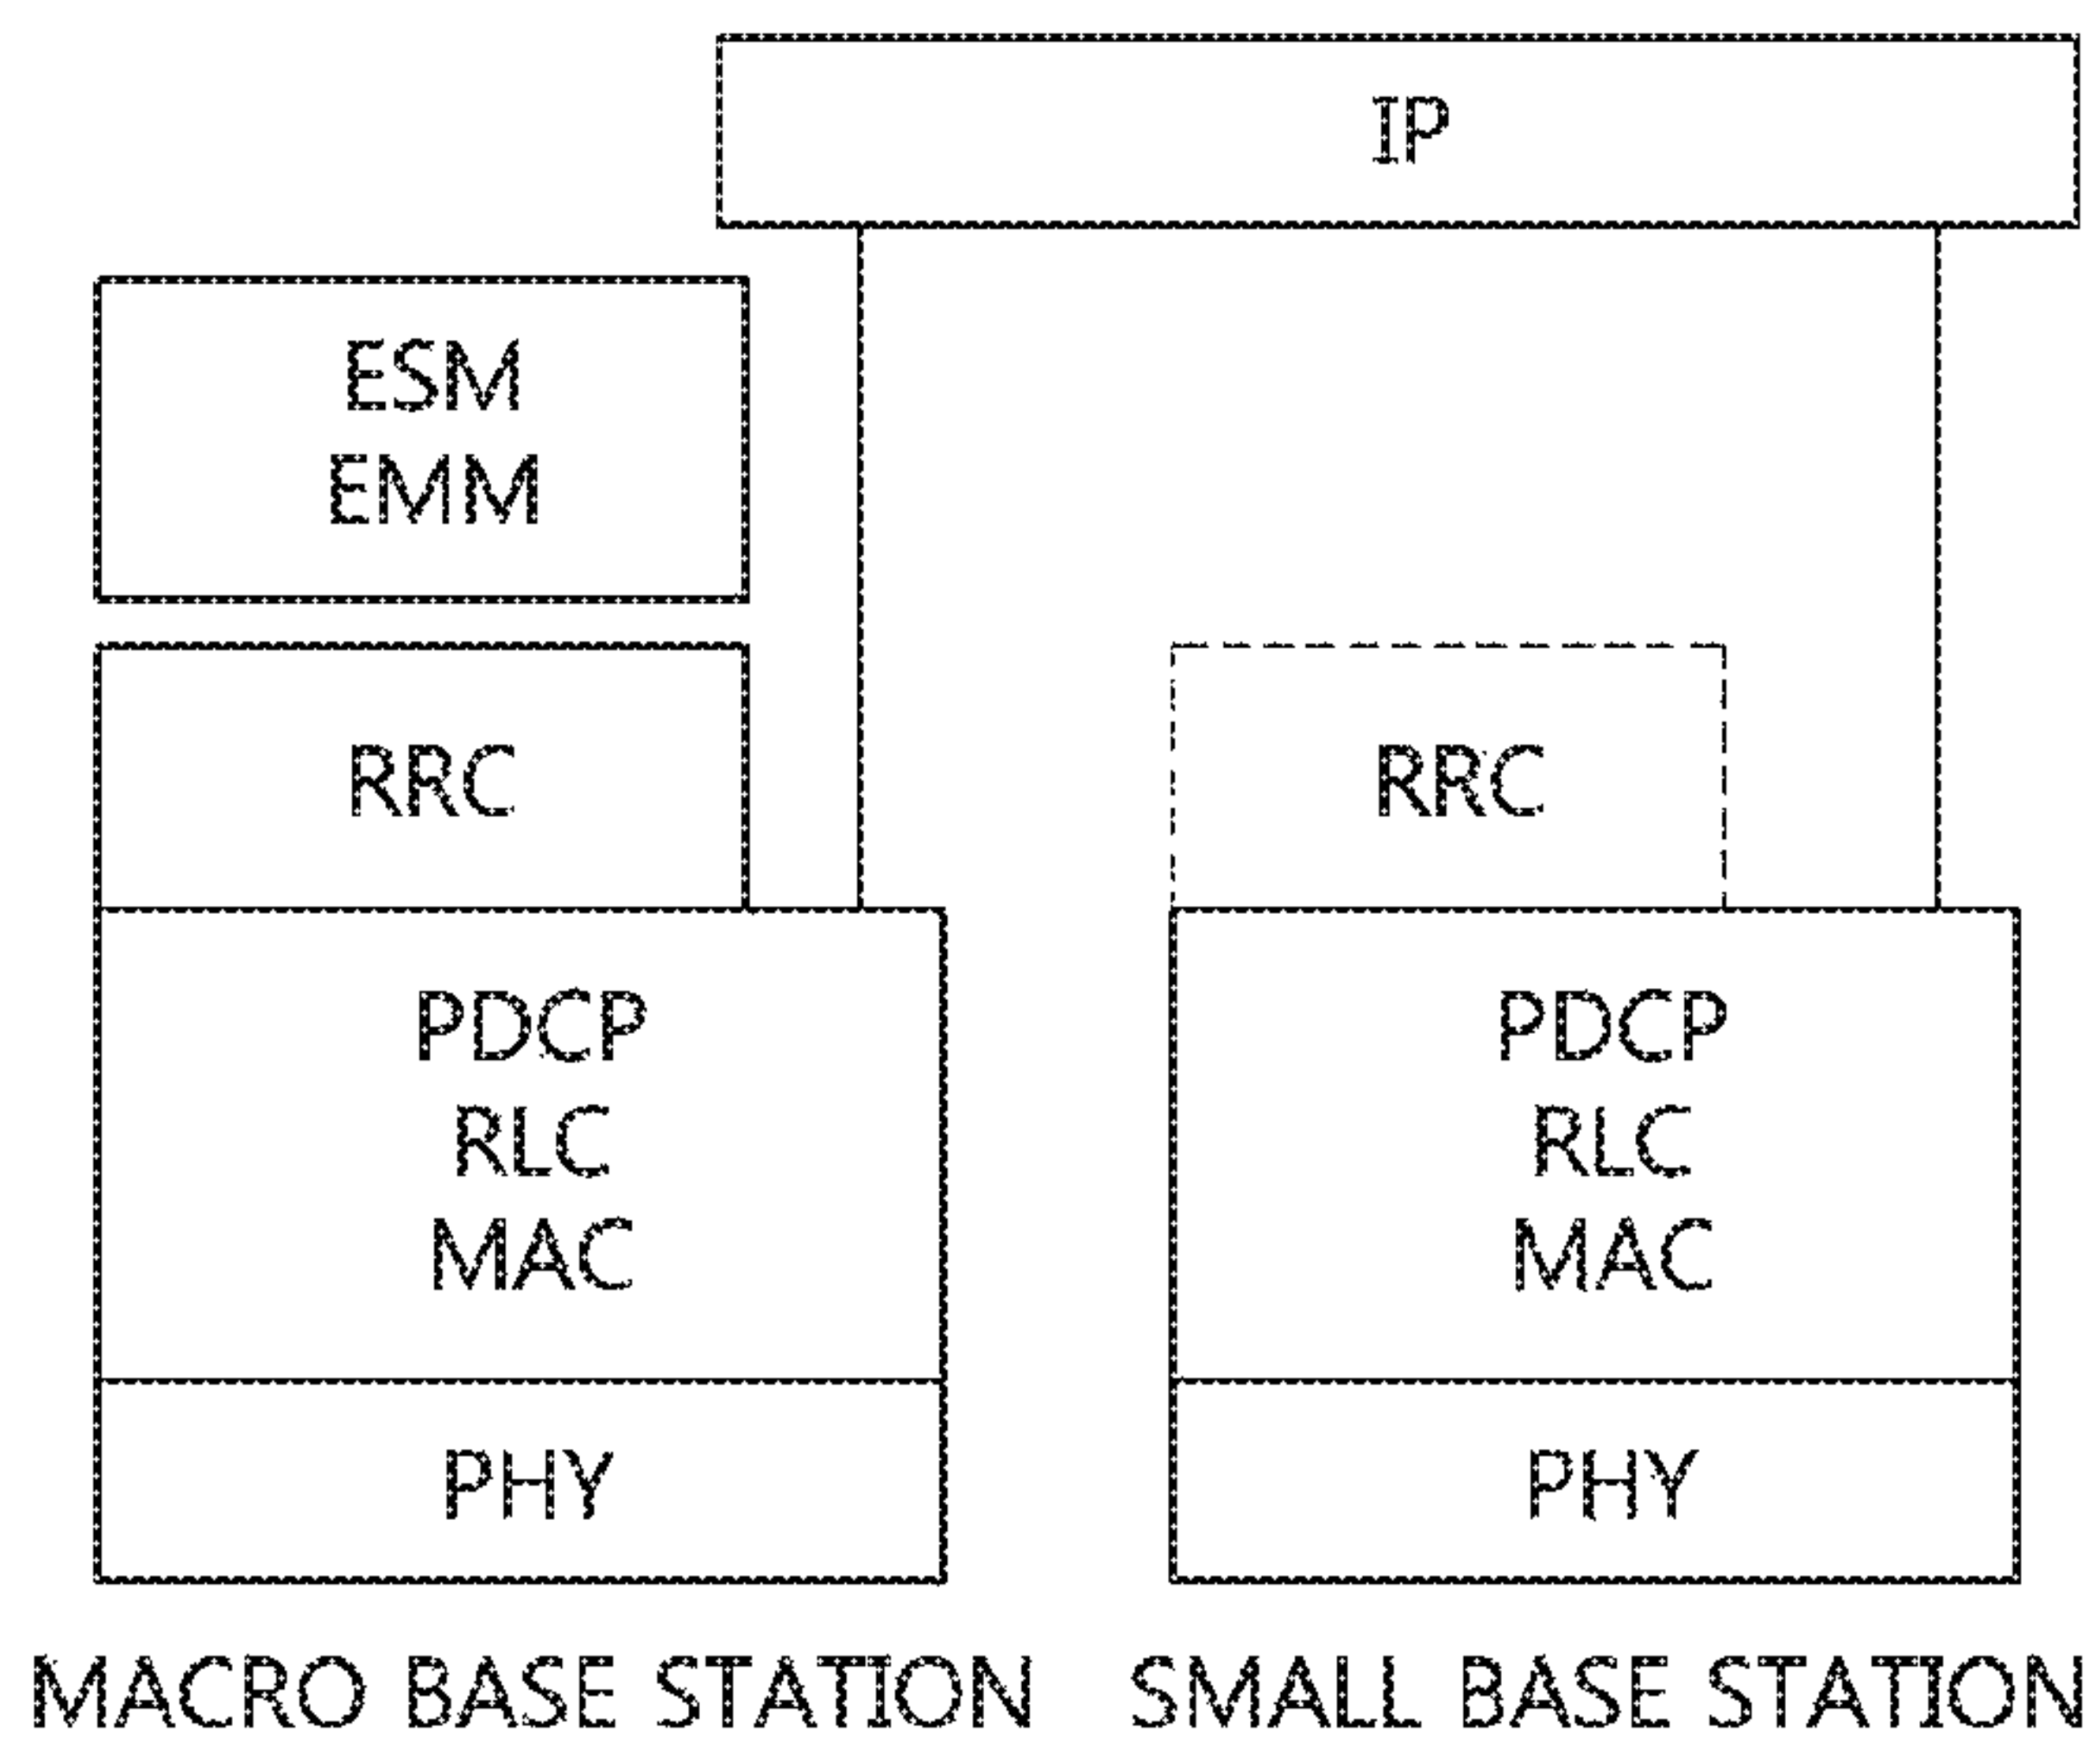 IP
ESM
EMM
RRC
PDCP
RLC
MAC
PHY
MACRO BASE STATION
RRC
PDCP
RLC
MAC
PHY
SMALL BASE STATION